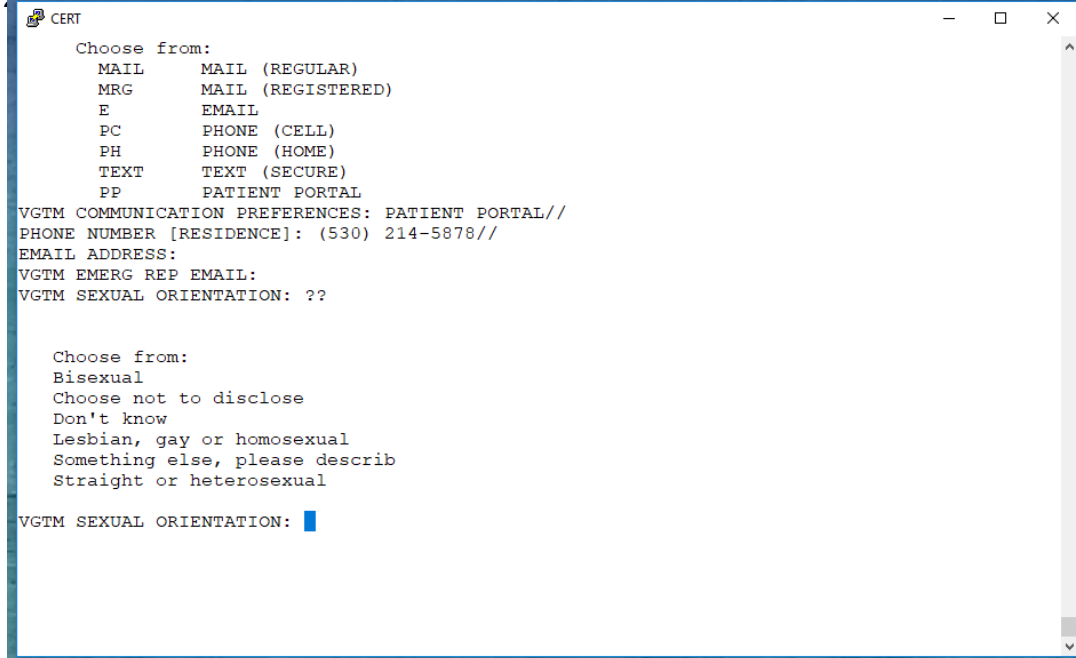 CERT
Choose from:
MAIL MAIL (REGULAR)
MRG MAIL (REGISTERED)
E EMAIL
PC PHONE (CELL)
PH PHONE (HOME)
TEXT TEXT (SECURE)
PP PATIENT PORTAL
VGTM COMMUNICATION PREFERENCES: PATIENT PORTAL//
PHONE NUMBER [RESIDENCE]: (530) 214-5878//
EMAIL ADDRESS:
VGTM EMERG REP EMAIL:
VGTM SEXUAL ORIENTATION: ??
Choose from:
Bisexual
Choose not to disclose
Don't know
Lesbian, gay or homosexual
Something else, please describ
Straight or heterosexual
VGTM SEXUAL ORIENTATION: